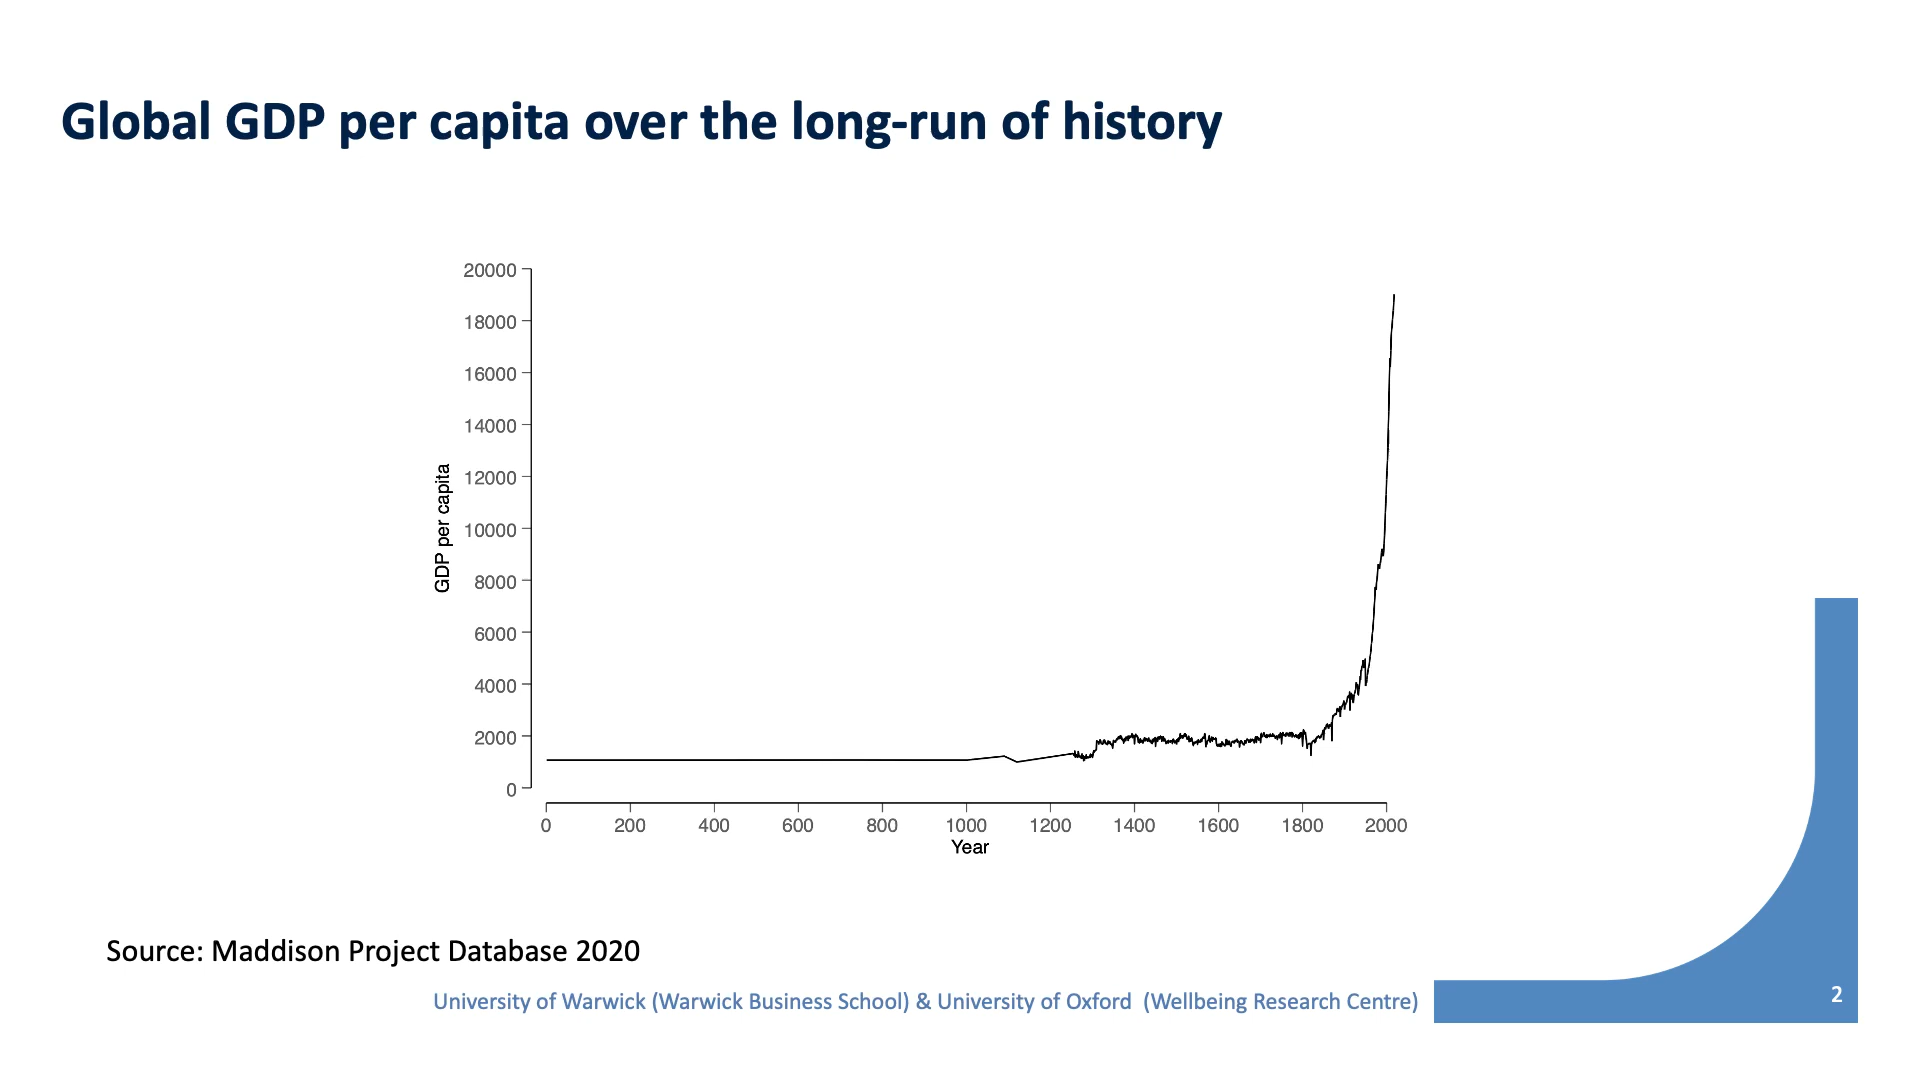 Global GDP per capita over the long-run of history
20000
18000
16000
14000
12000
10000
8000
6000
4000
2000
0
GDP per capita
0 200 400 600 800 1000 1200 1400 1600 1800 2000
Year
Source: Maddison Project Database 2020
University of Warwick (Warwick Business School) & University of Oxford (Wellbeing Research Centre)
2